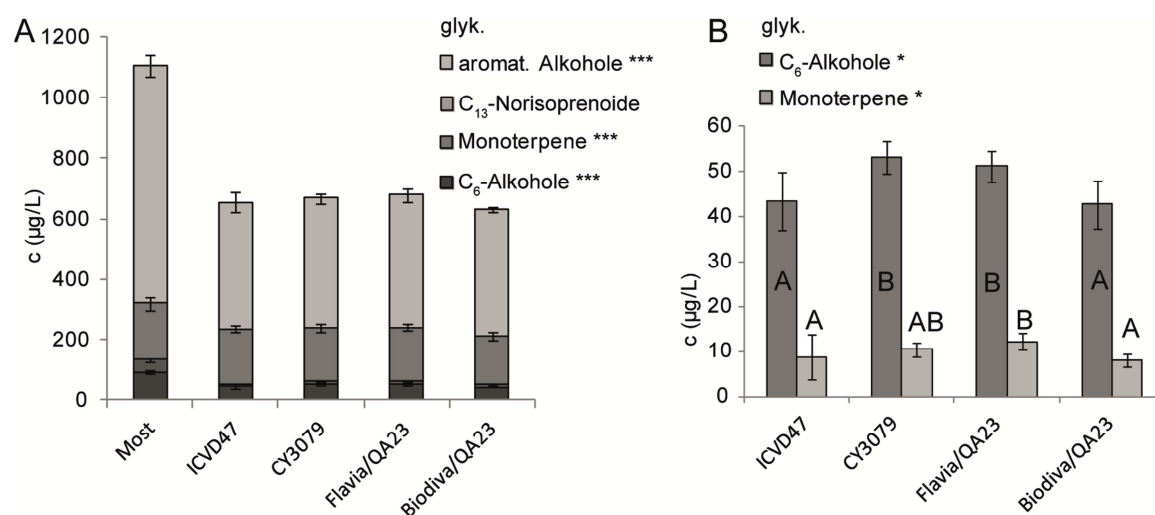 A
glyk.
aromat. Alkohole ***
C13-Norisoprenoide
Monoterpene ***
C6-Alkohole ***
c (µg/L)
1200
1000
800
600
400
200
0
Most
ICVD47
CY3079
Flavia/QA23
Biodiva/QA23
B
glyk.
C6-Alkohole *
Monoterpene *
c (µg/L)
60
50
40
30
20
10
0
A
A
B
AB
B
B
A
A
ICVD47
CY3079
Flavia/QA23
Biodiva/QA23